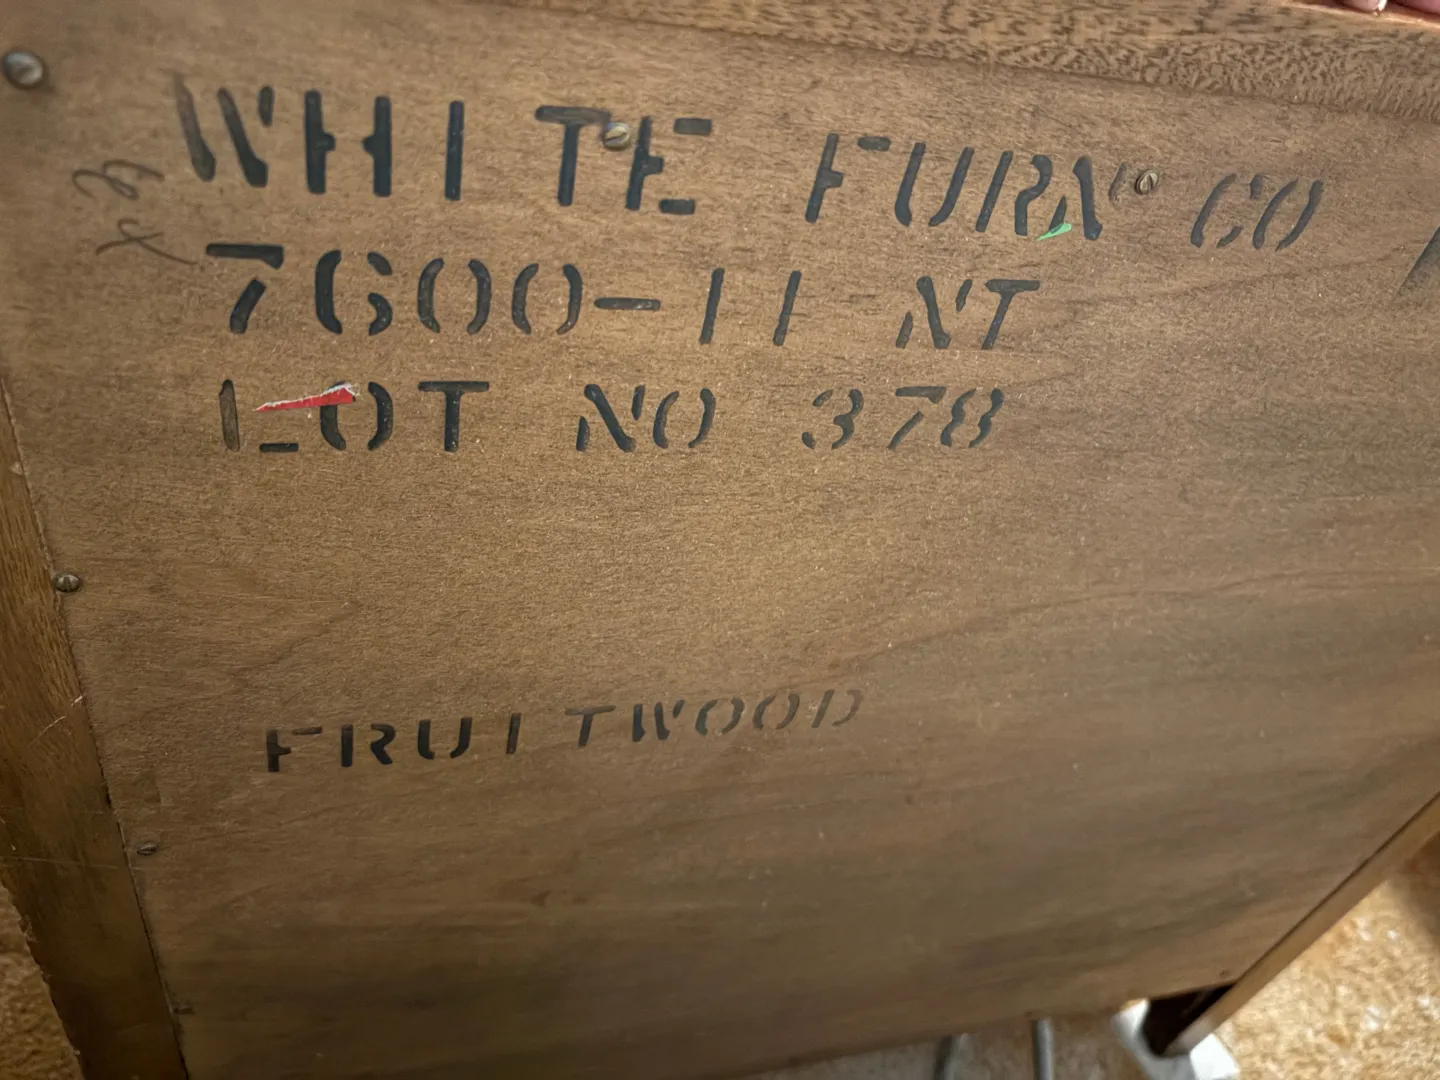 WHITE FURN CO
7600-11 NT
LOT NO 378
FRUITWOOD